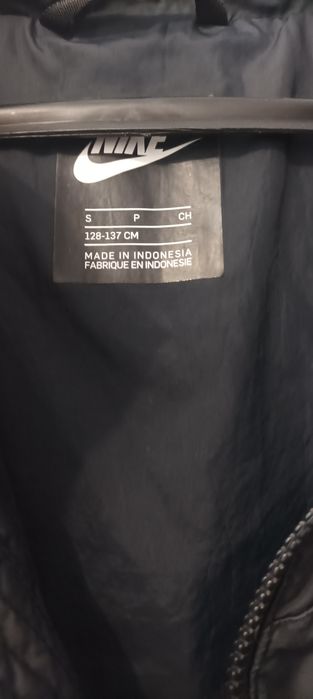 NIKE
S P CH
128-137 CM
MADE IN INDONESIA
FABRIQUE EN INDONESIE